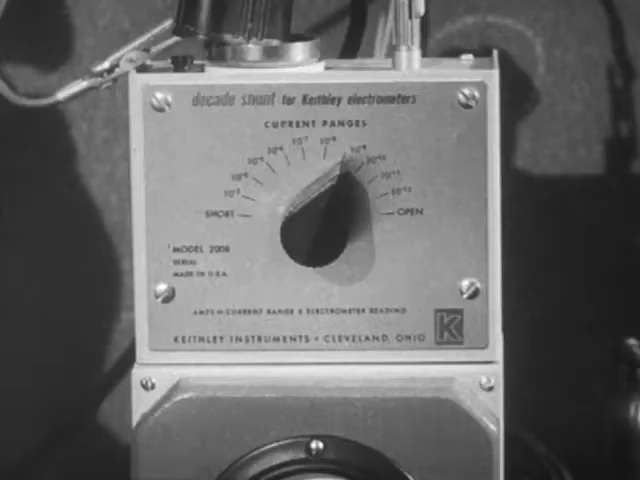 decade shunt for Keithley electrometers
CURRENT RANGES
10⁻⁷ 10⁻⁸ 10⁻⁹
10⁻⁶ 10⁻¹⁰
10⁻⁵ 10⁻¹¹
10⁻⁴ 10⁻¹²
10⁻³
SHORT OPEN
MODEL 2008
SERIAL
MADE IN U.S.A.
AMPS = CURRENT RANGE X ELECTROMETER READING
KEITHLEY INSTRUMENTS • CLEVELAND, OHIO
K